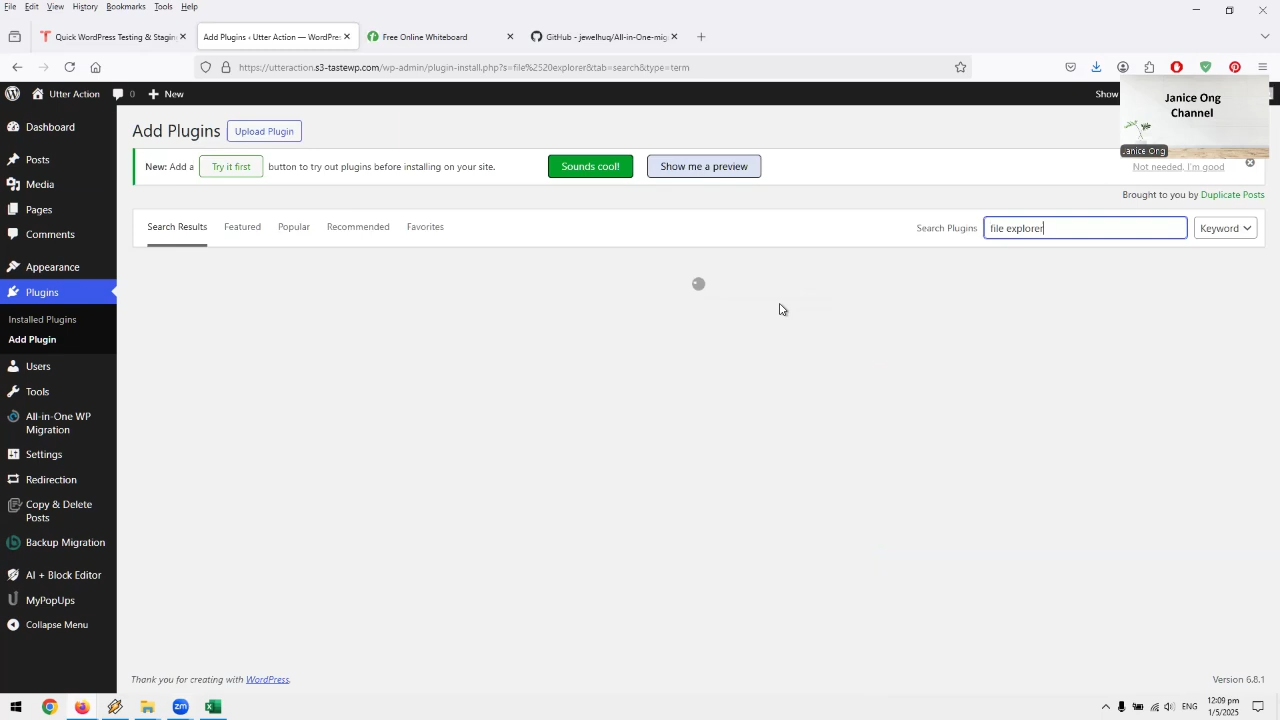 File Edit View History Bookmarks Tools Help
Quick WordPress Testing & Staging
Add Plugins ‹ Utter Action — WordPre
Free Online Whiteboard
GitHub - jewelhuq/All-in-One-mig
https://utteraction.s3-tastewp.com/wp-admin/plugin-install.php?s=file%2520explorer&tab=search&type=term
Utter Action
0
New
Show
Janice Ong
Channel
Janice Ong
Dashboard
Posts
Media
Pages
Comments
Appearance
Plugins
Installed Plugins
Add Plugin
Users
Tools
All-in-One WP
Migration
Settings
Redirection
Copy & Delete
Posts
Backup Migration
AI + Block Editor
MyPopUps
Collapse Menu
Add Plugins
Upload Plugin
New: Add a Try it first button to try out plugins before installing on your site.
Sounds cool!
Show me a preview
Not needed, I'm good
Brought to you by Duplicate Posts
Search Results Featured Popular Recommended Favorites
Search Plugins file explorer Keyword
Thank you for creating with WordPress.
Version 6.8.1
zm
ENG
12:09 pm
1/5/2025